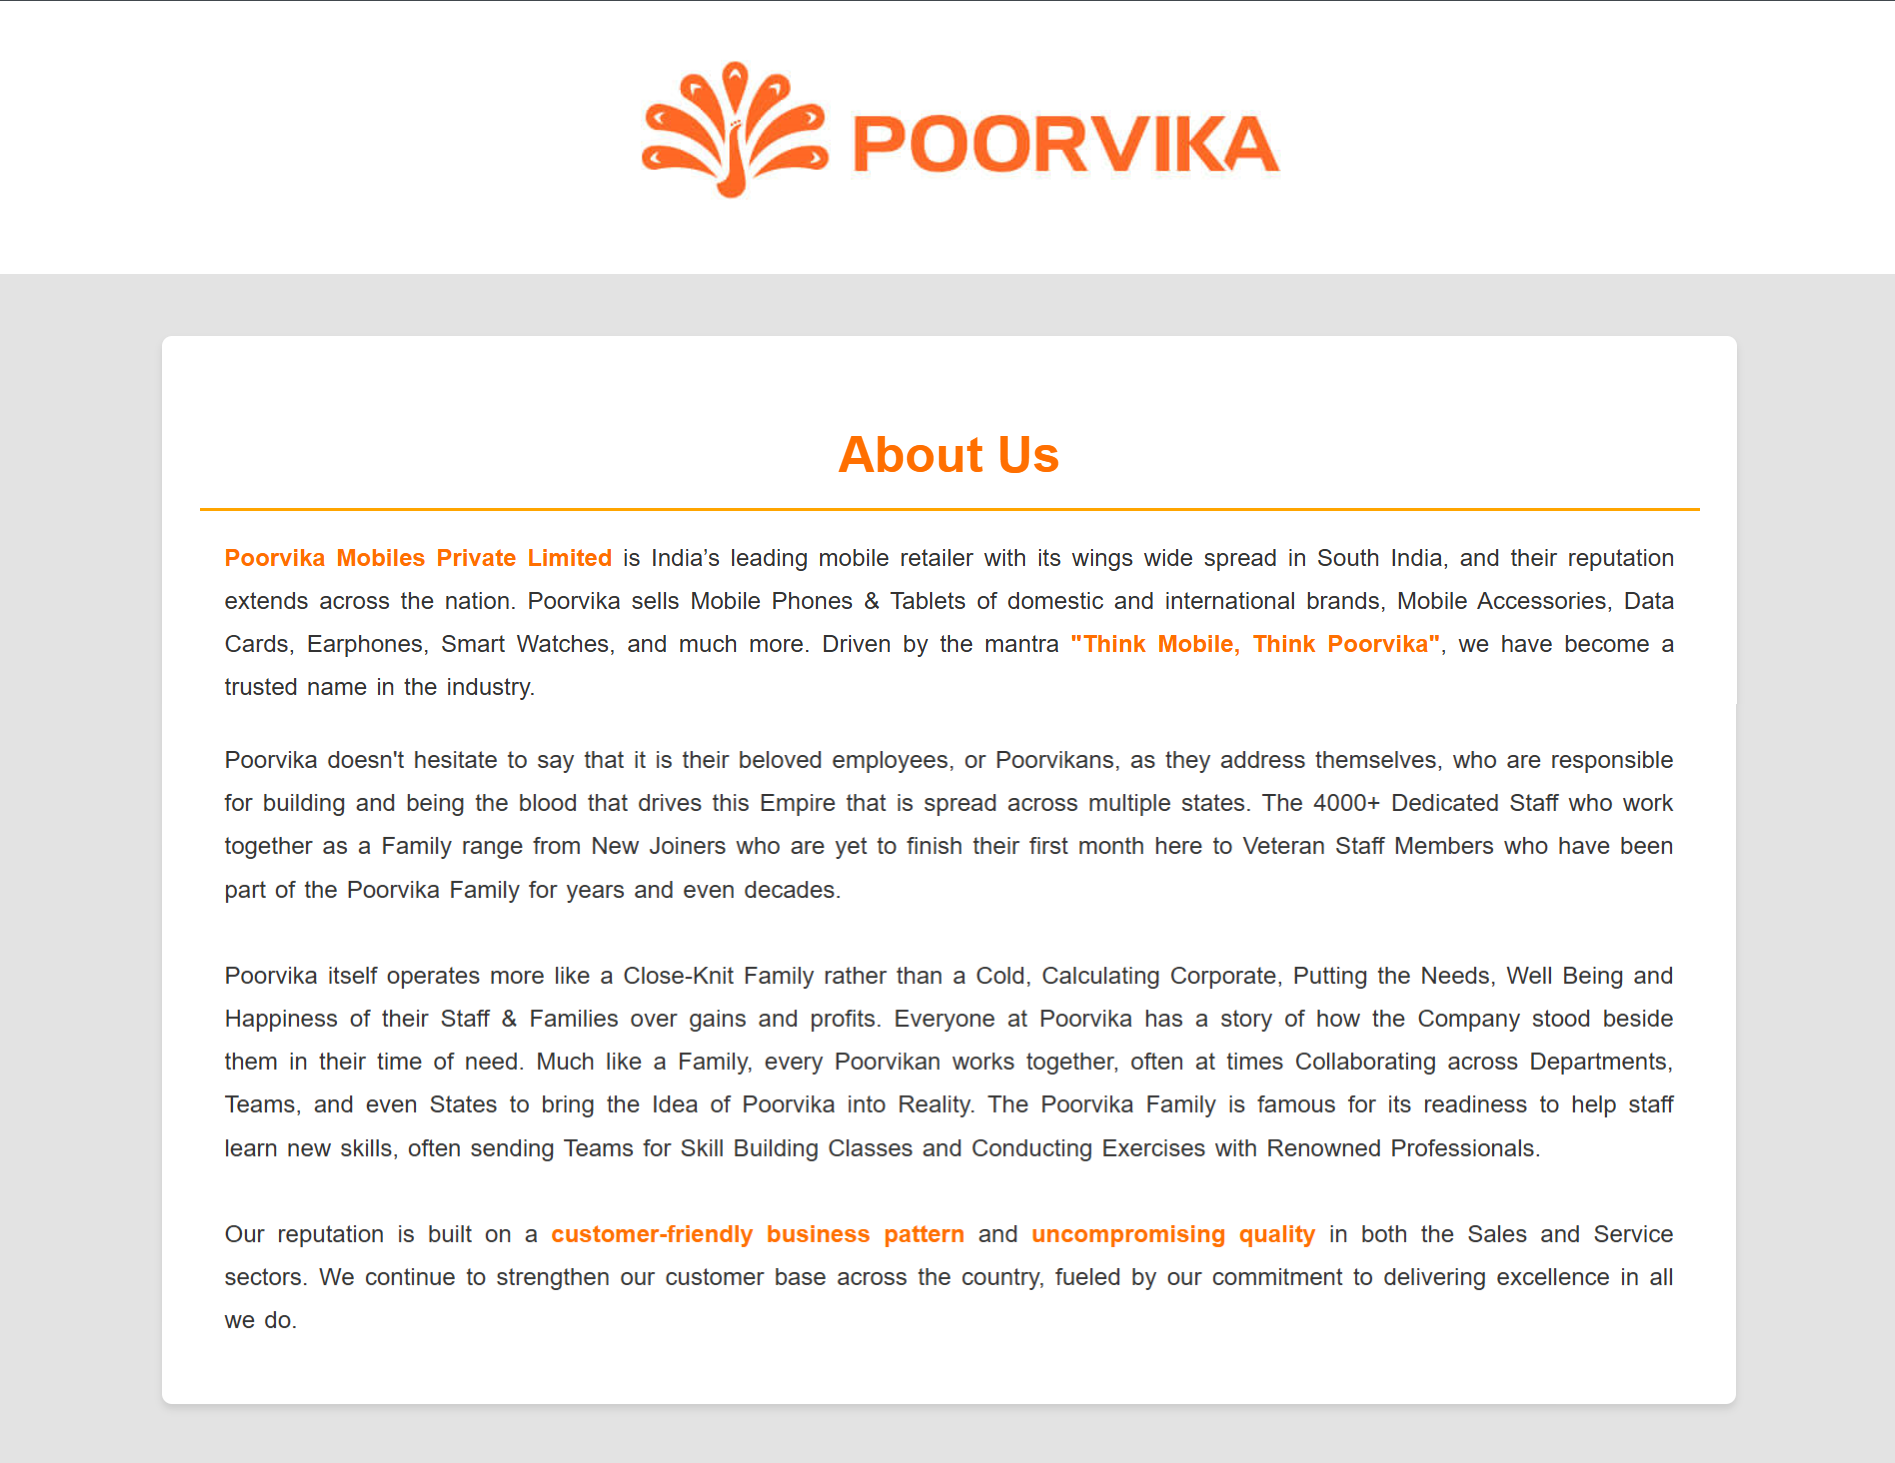 POORVIKA
About Us
Poorvika Mobiles Private Limited is India’s leading mobile retailer with its wings wide spread in South India, and their reputation
extends across the nation. Poorvika sells Mobile Phones & Tablets of domestic and international brands, Mobile Accessories, Data
Cards, Earphones, Smart Watches, and much more. Driven by the mantra "Think Mobile, Think Poorvika", we have become a
trusted name in the industry.
Poorvika doesn't hesitate to say that it is their beloved employees, or Poorvikans, as they address themselves, who are responsible
for building and being the blood that drives this Empire that is spread across multiple states. The 4000+ Dedicated Staff who work
together as a Family range from New Joiners who are yet to finish their first month here to Veteran Staff Members who have been
part of the Poorvika Family for years and even decades.
Poorvika itself operates more like a Close-Knit Family rather than a Cold, Calculating Corporate, Putting the Needs, Well Being and
Happiness of their Staff & Families over gains and profits. Everyone at Poorvika has a story of how the Company stood beside
them in their time of need. Much like a Family, every Poorvikan works together, often at times Collaborating across Departments,
Teams, and even States to bring the Idea of Poorvika into Reality. The Poorvika Family is famous for its readiness to help staff
learn new skills, often sending Teams for Skill Building Classes and Conducting Exercises with Renowned Professionals.
Our reputation is built on a customer-friendly business pattern and uncompromising quality in both the Sales and Service
sectors. We continue to strengthen our customer base across the country, fueled by our commitment to delivering excellence in all
we do.